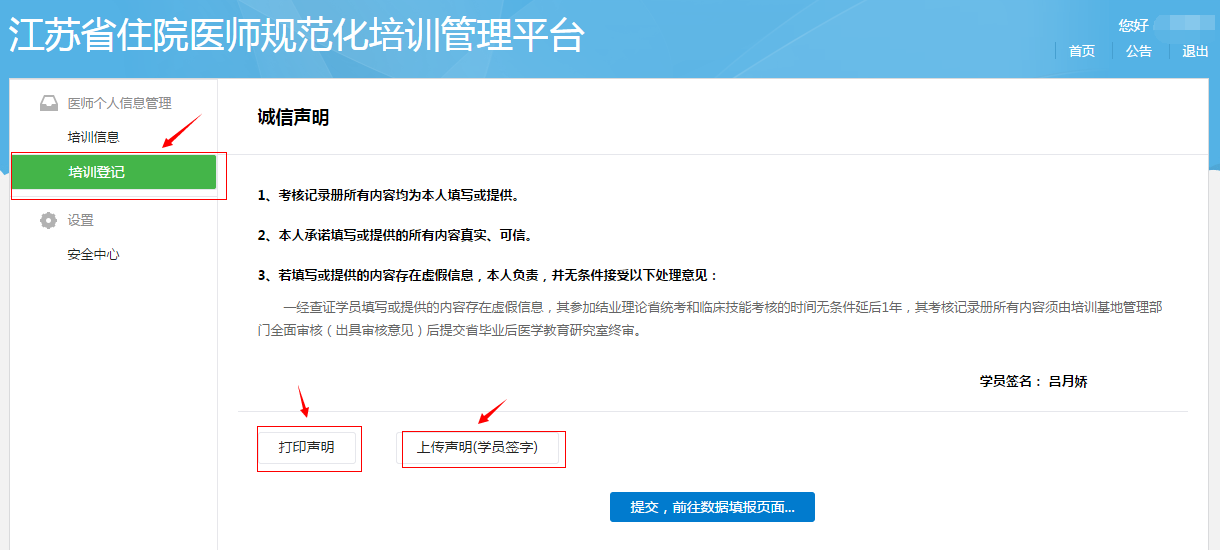 江苏省住院医师规范化培训管理平台
您好
首页 公告 退出
医师个人信息管理
培训信息
培训登记
设置
安全中心
诚信声明
1、考核记录册所有内容均为本人填写或提供。
2、本人承诺填写或提供的所有内容真实、可信。
3、若填写或提供的内容存在虚假信息，本人负责，并无条件接受以下处理意见：
一经查证学员填写或提供的内容存在虚假信息，其参加结业理论省统考和临床技能考核的时间无条件延后1年，其考核记录册所有内容须由培训基地管理部
门全面审核（出具审核意见）后提交省毕业后医学教育研究室终审。
学员签名： 吕月娇
打印声明 上传声明(学员签字)
提交，前往数据填报页面...